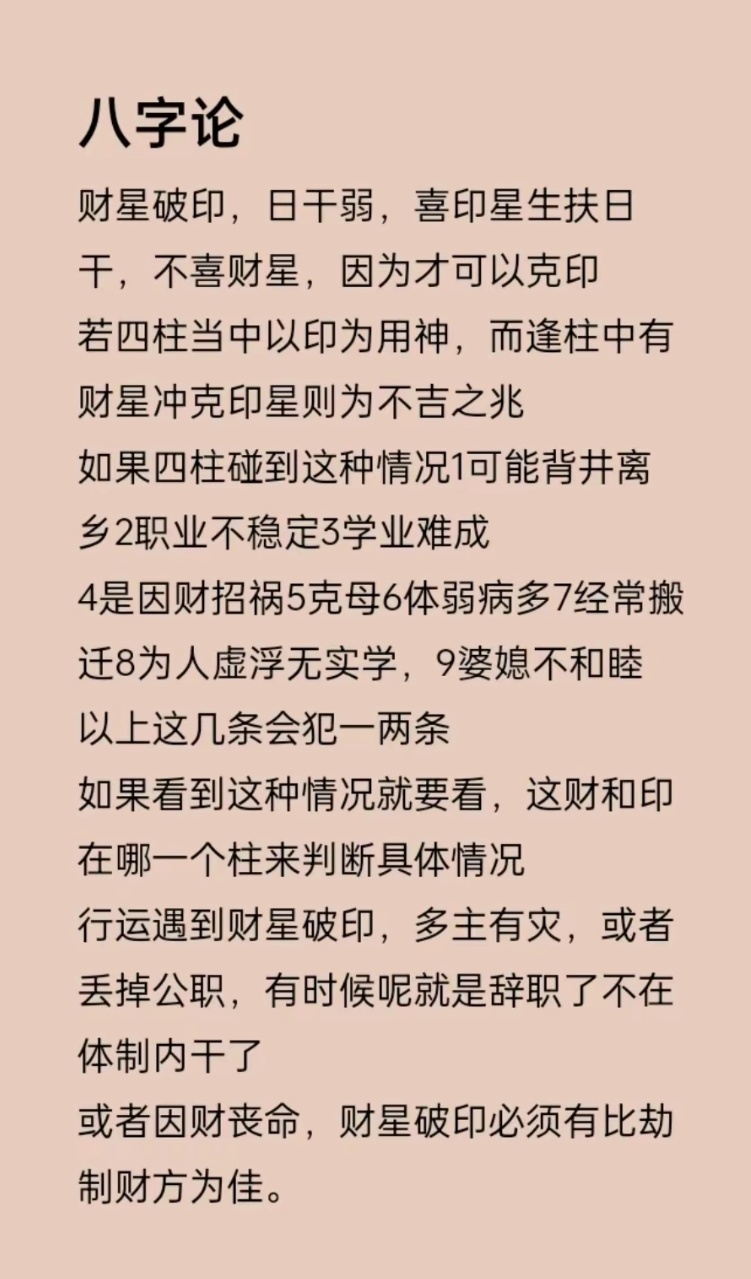 八字论
财星破印，日干弱，喜印星生扶日
干，不喜财星，因为才可以克印
若四柱当中以印为用神，而逢柱中有
财星冲克印星则为不吉之兆
如果四柱碰到这种情况1可能背井离
乡2职业不稳定3学业难成
4是因财招祸5克母6体弱病多7经常搬
迁8为人虚浮无实学，9婆媳不和睦
以上这几条会犯一两条
如果看到这种情况就要看，这财和印
在哪一个柱来判断具体情况
行运遇到财星破印，多主有灾，或者
丢掉公职，有时候呢就是辞职了不在
体制内干了
或者因财丧命，财星破印必须有比劫
制财方为佳。